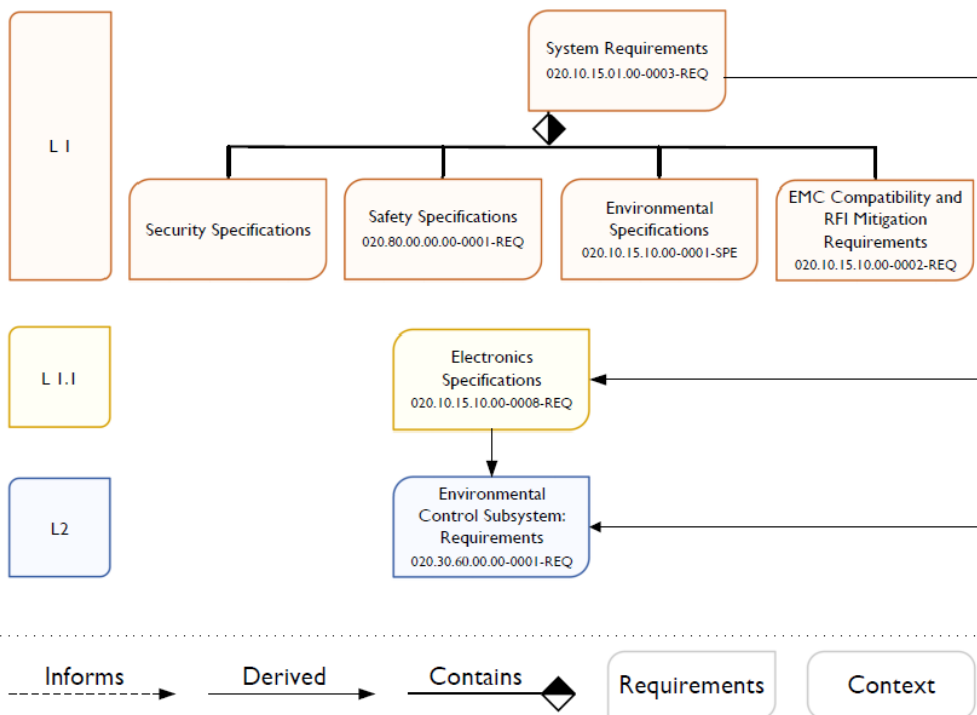 System Requirements
020.10.15.01.00-0003-REQ
L 1
Security Specifications
Safety Specifications
020.80.00.00.00-0001-REQ
Environmental
Specifications
020.10.15.10.00-0001-SPE
EMC Compatibility and
RFI Mitigation
Requirements
020.10.15.10.00-0002-REQ
L 1.1
Electronics
Specifications
020.10.15.10.00-0008-REQ
L2
Environmental
Control Subsystem:
Requirements
020.30.60.00.00-0001-REQ
Informs
Derived
Contains
Requirements
Context